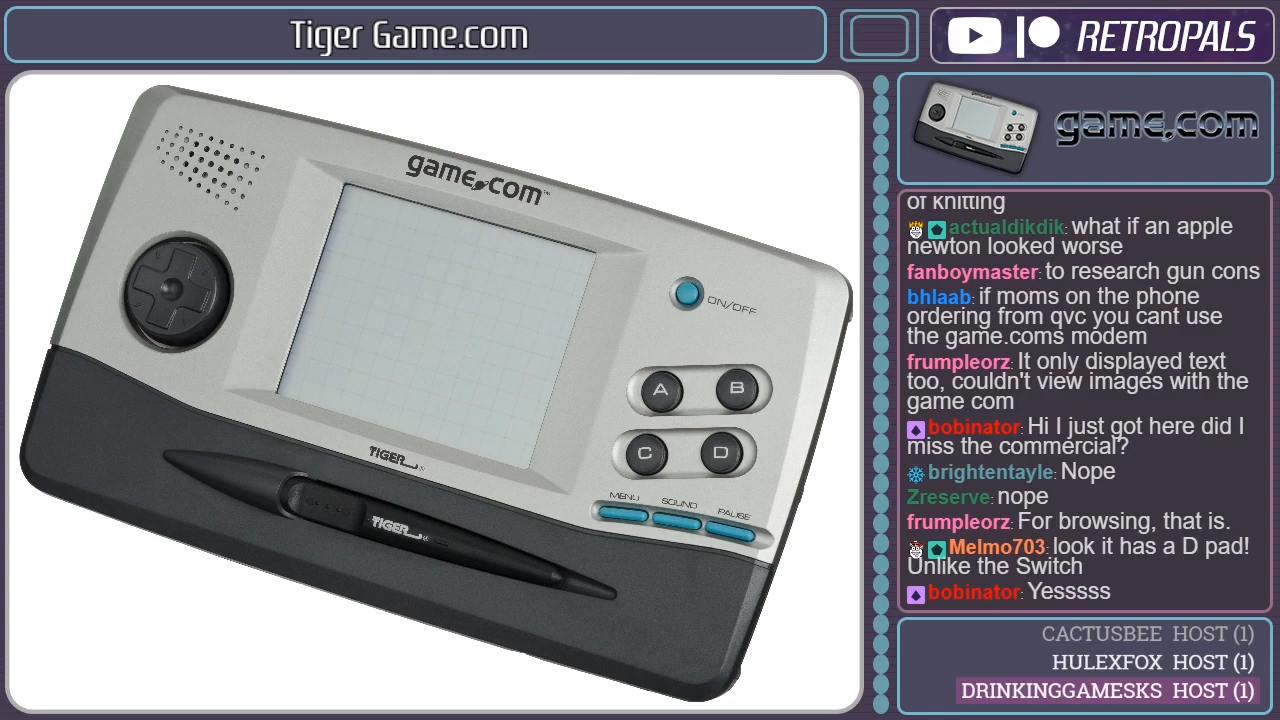 Tiger Game.com
RETROPALS
game.com™
ON/OFF
A
B
C
D
MENU
SOUND
PAUSE
TIGER®
TIGER®
game.com
of knitting
actualdikdik: what if an apple
newton looked worse
fanboymaster: to research gun cons
bhlaab: if moms on the phone
ordering from qvc you cant use
the game.coms modem
frumpleorz: It only displayed text
too, couldn't view images with the
game com
bobinator: Hi I just got here did I
miss the commercial?
brightentayle: Nope
Zreserve: nope
frumpleorz: For browsing, that is.
Melmo703: look it has a D pad!
Unlike the Switch
bobinator: Yesssss
CACTUSBEE HOST (1)
HULEXFOX HOST (1)
DRINKINGGAMESKS HOST (1)